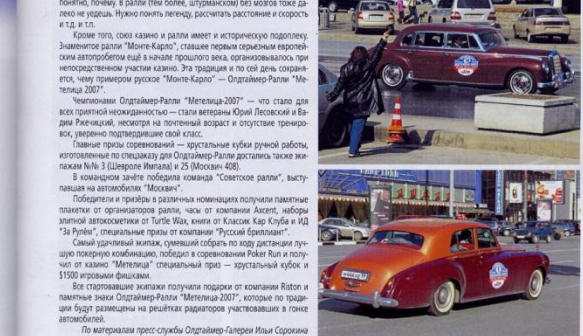 понятно, почему. В ралли (тем более, штурманском) без мозгов тоже да-
леко не уедешь. Нужно понять легенду, рассчитать расстояние и скорость
и т.д. и т.п.
Кроме того, союз казино и ралли имеет и историческую подоплеку.
Знаменитое ралли "Монте-Карло", ставшее первым серьезным европей-
ским автопробегом ещё в начале прошлого века, организовывалось при
непосредственном участии казино. Эта традиция и по сей день сохраня-
ется, чему примером русское "Монте-Карло" — Олдтаймер-Ралли "Ме-
телица 2007".
Чемпионами Олдтаймер-Ралли "Метелица-2007" — что стало для
всех приятной неожиданностью — стали ветераны Юрий Лесовский и Ва-
дим Ржечицкий, несмотря на почтенный возраст и отсутствие трениро-
вок, уверенно подтвердившие свой класс.
Главные призы соревнований — хрустальные кубки ручной работы,
изготовленные по спецзаказу для Олдтаймер-Ралли достались также эки-
пажам №№ 3 (Шевроле Импала) и 25 (Москвич 408).
В командном зачёте победила команда "Советское ралли", высту-
павшая на автомобилях "Москвич".
Победители и призёры в различных номинациях получили памятные
плакетки от организаторов ралли, часы от компании Axcent, наборы
элитной автокосметики от Turtle Wax, книги от Классик Кар Клуба и ИД
"За Рулём", специальные призы от компании "Русский бриллиант".
Самый удачливый экипаж, сумевший собрать по ходу дистанции луч-
шую покерную комбинацию, победил в соревновании Poker Run и полу-
чил от казино "Метелица" специальный приз — хрустальный кубок и
$1500 игровыми фишками.
Все стартовавшие экипажи получили подарки от компании Riston и
памятные знаки Олдтаймер-Ралли "Метелица-2007", которые по тради-
ции будут размещены на решётках радиаторов участвовавших в гонке
автомобилей.
По материалам пресс-службы Олдтаймер-Галереи Ильи Сорокина